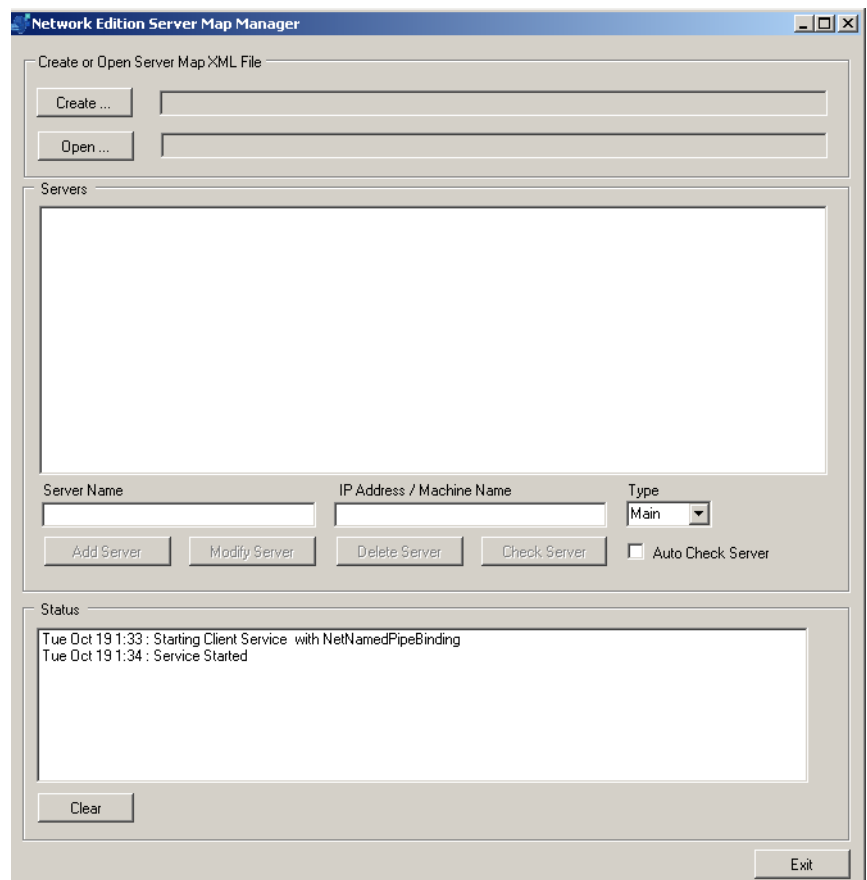 Network Edition Server Map Manager
Create or Open Server Map XML File
Create ...
Open ...
Servers
Server Name IP Address / Machine Name Type
Main
Add Server Modify Server Delete Server Check Server Auto Check Server
Status
Tue Oct 19 1:33 : Starting Client Service with NetNamedPipeBinding
Tue Oct 19 1:34 : Service Started
Clear
Exit